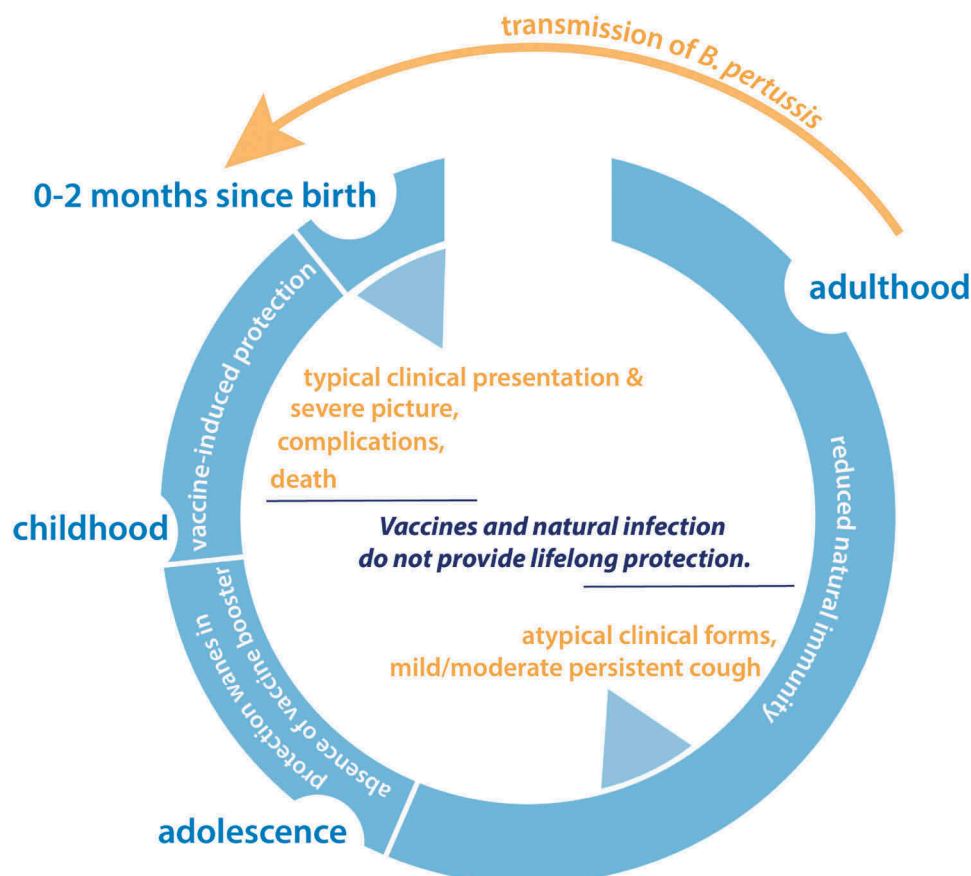 transmission of B. pertussis
0-2 months since birth
adulthood
vaccine-induced protection
typical clinical presentation &
severe picture,
complications,
death
childhood
Vaccines and natural infection
do not provide lifelong protection.
reduced natural immunity
protection wanes in
absence of vaccine booster
atypical clinical forms,
mild/moderate persistent cough
adolescence